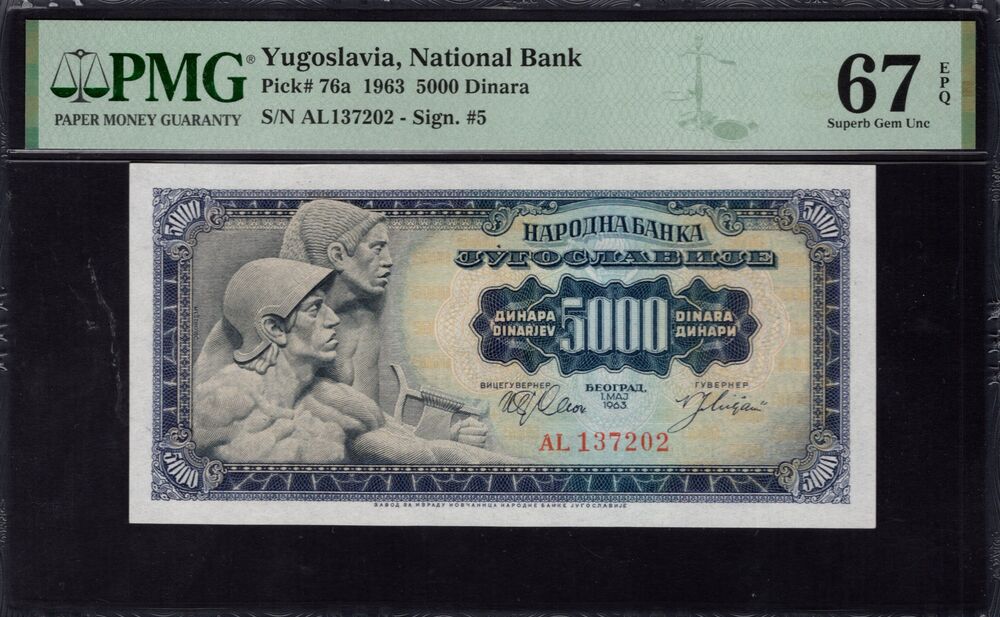 PMG®
PAPER MONEY GUARANTY
Yugoslavia, National Bank
Pick# 76a 1963 5000 Dinara
S/N AL137202 - Sign. #5
67
EPQ
Superb Gem Unc
5000
5000
НАРОДНА БАНКА
ЈУГОСЛАВИЈЕ
ДИНАРА
DINARJEV
5000
DINARA
ДИНАРИ
ВИЦЕГУВЕРНЕР
БЕОГРАД,
1.МАЈ
1963
ГУВЕРНЕР
AL 137202
5000
5000
ЗАВОД ЗА ИЗРАДУ НОВЧАНИЦА НАРОДНЕ БАНКЕ ЈУГОСЛАВИЈЕ